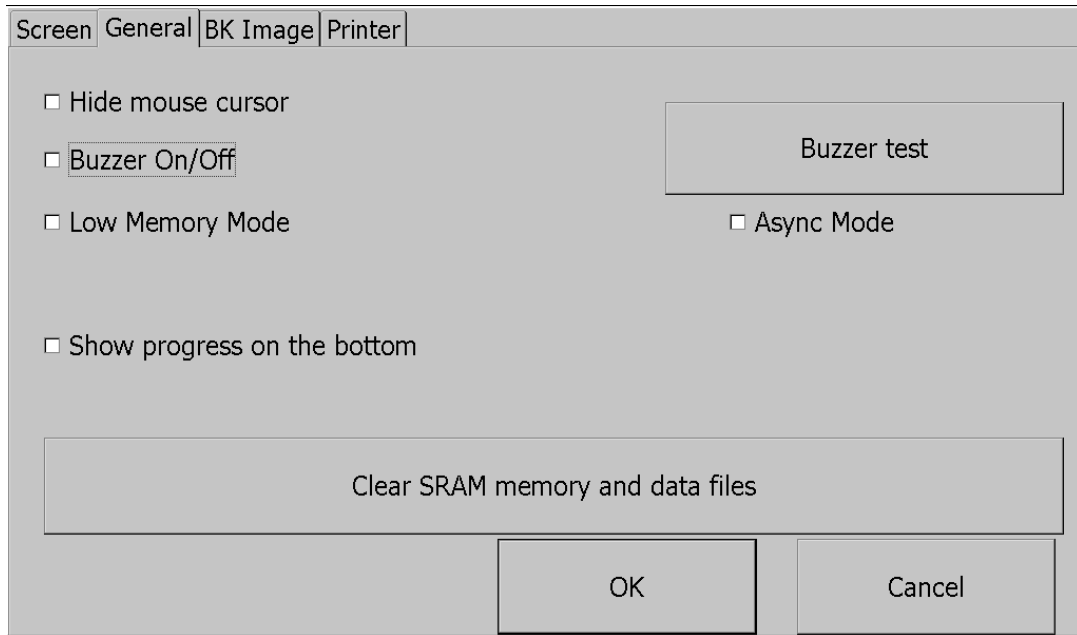 Screen General BK Image Printer
Hide mouse cursor
Buzzer On/Off
Buzzer test
Low Memory Mode
Async Mode
Show progress on the bottom
Clear SRAM memory and data files
OK
Cancel